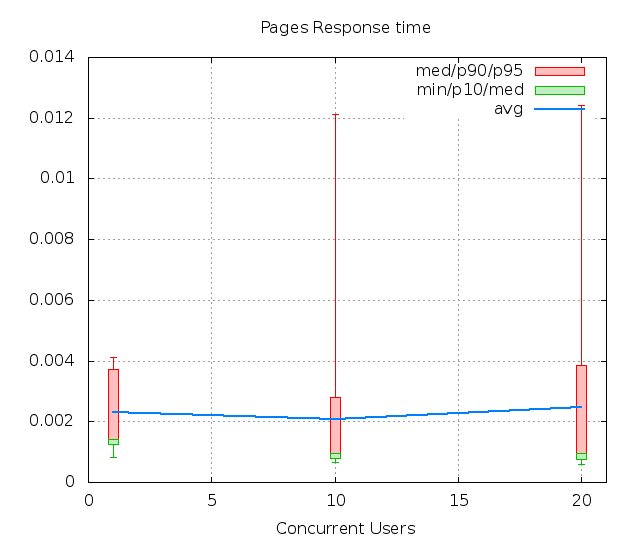 Pages Response time
0.014
0.012
0.01
0.008
0.006
0.004
0.002
0
med/p90/p95
min/p10/med
avg
0 5 10 15 20
Concurrent Users